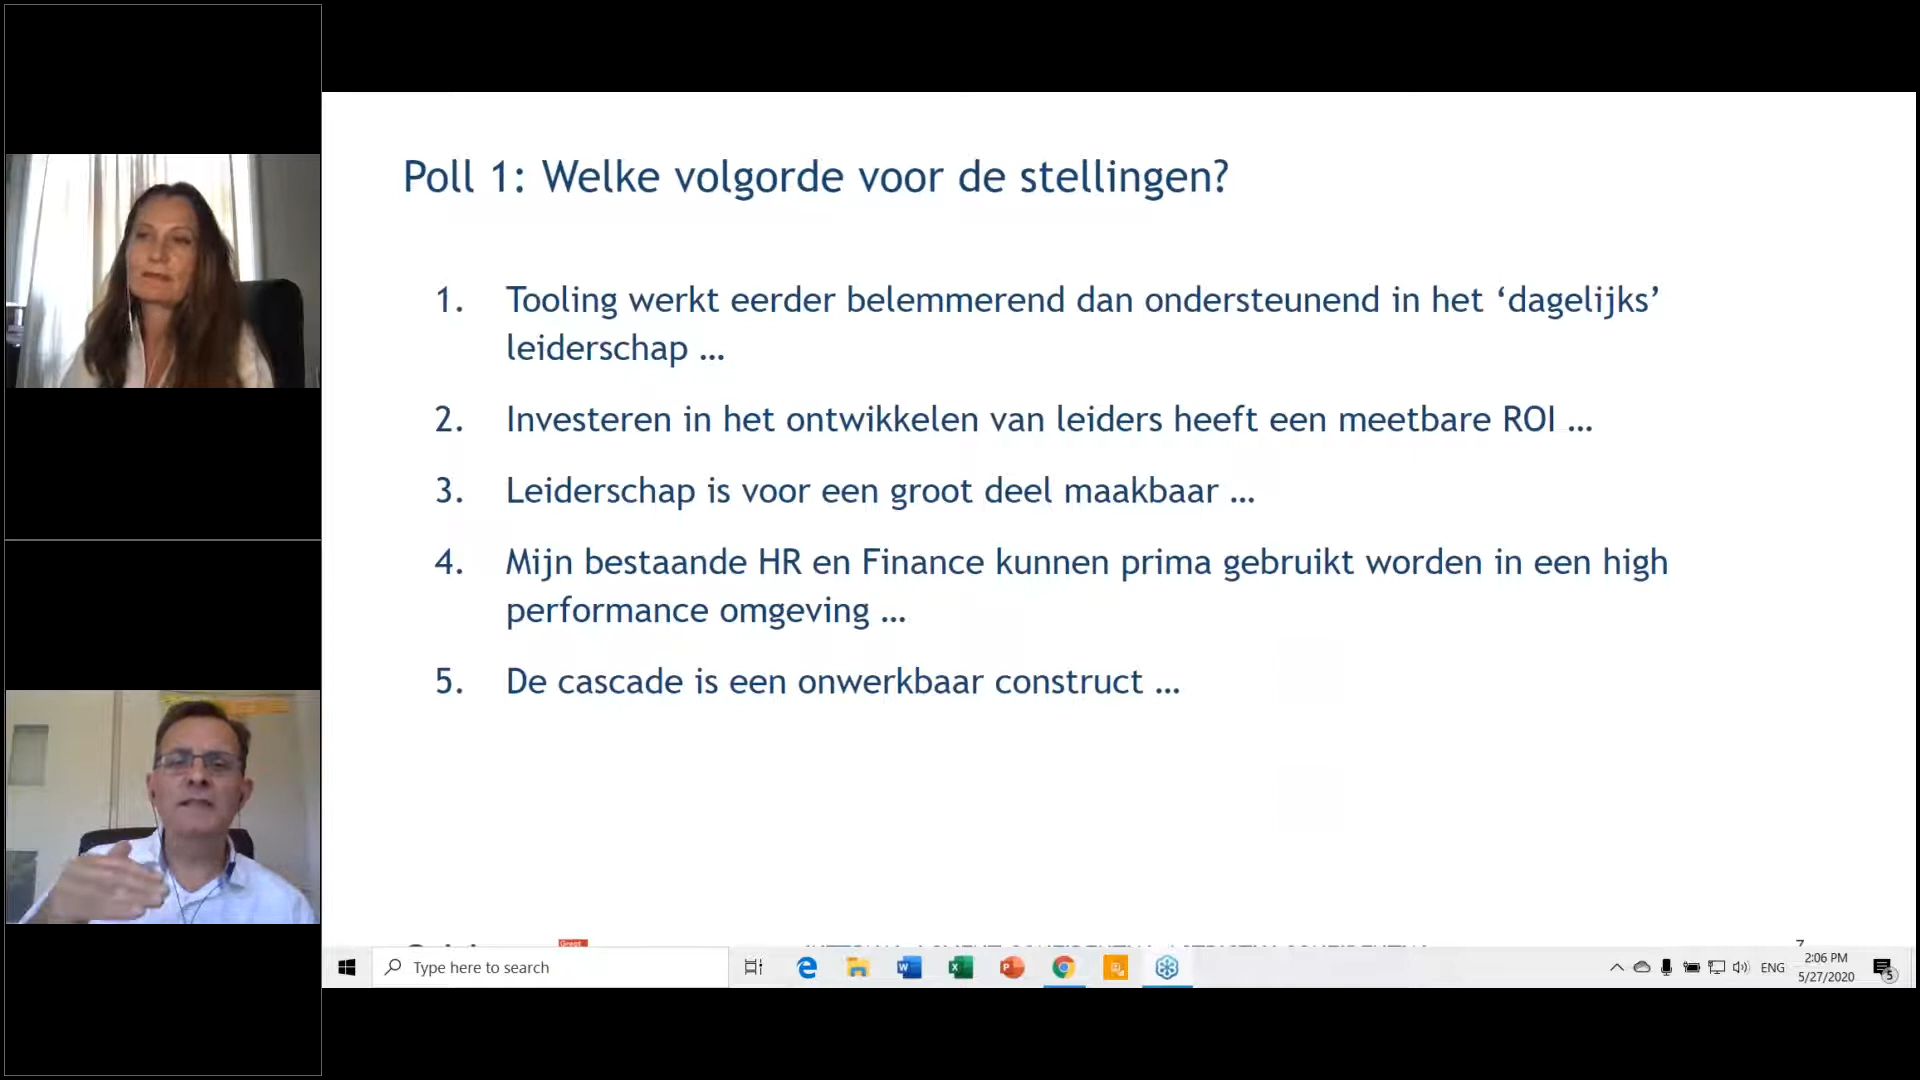 Poll 1: Welke volgorde voor de stellingen?
1. Tooling werkt eerder belemmerend dan ondersteunend in het ‘dagelijks’
leiderschap …
2. Investeren in het ontwikkelen van leiders heeft een meetbare ROI …
3. Leiderschap is voor een groot deel maakbaar …
4. Mijn bestaande HR en Finance kunnen prima gebruikt worden in een high
performance omgeving …
5. De cascade is een onwerkbaar construct …
Great
7
Type here to search
ENG
2:06 PM
5/27/2020
5